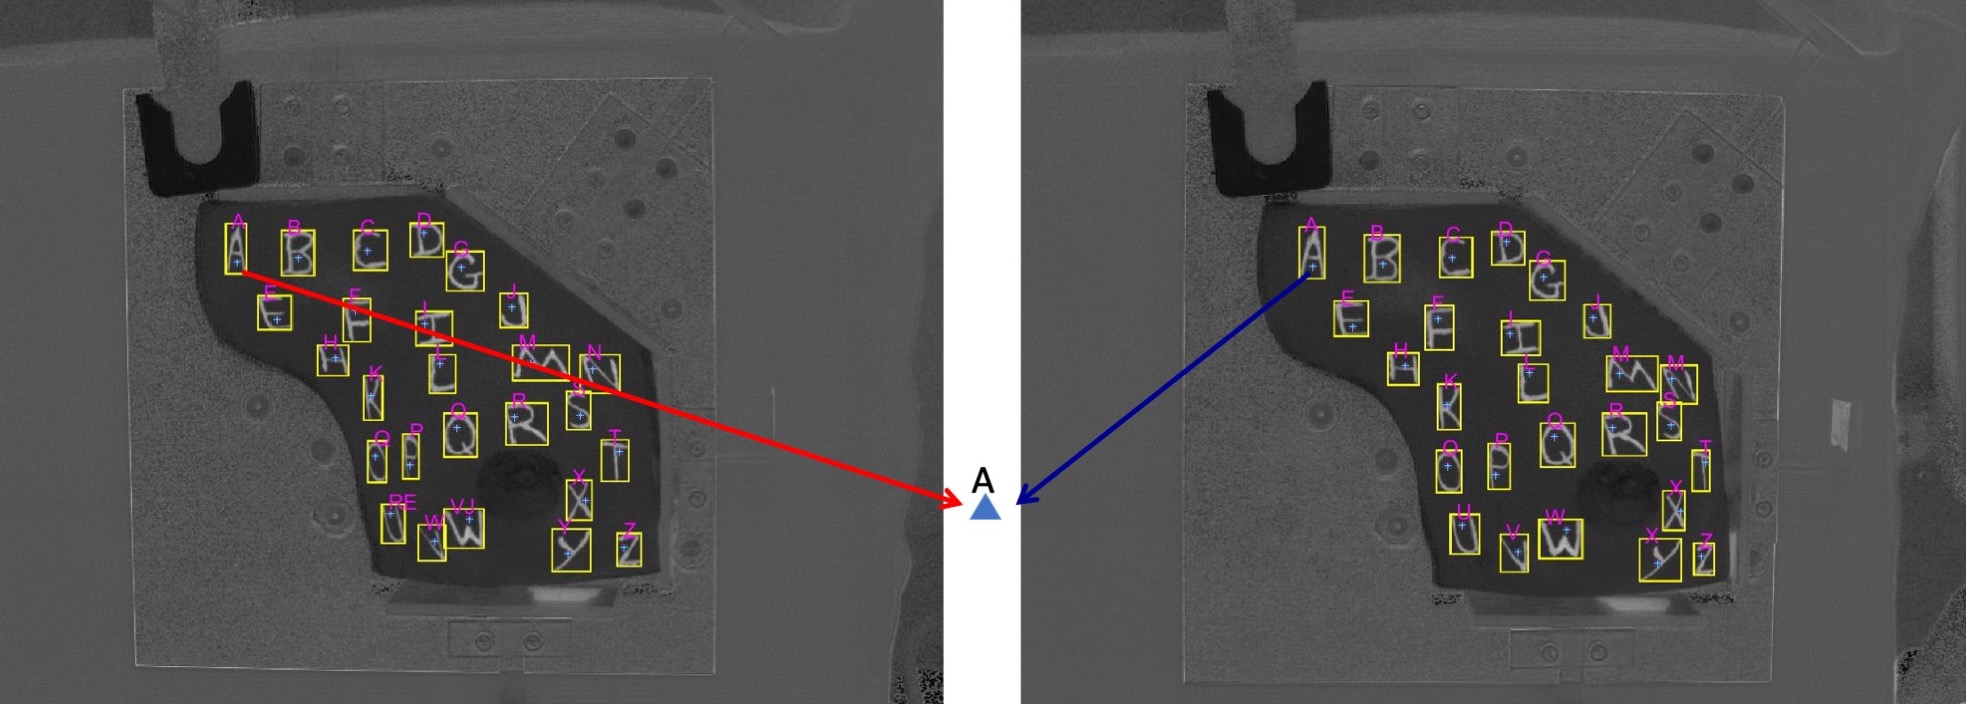 A B C D
G
E F I J
H L M N
K Q R S
O P T
RE W VJ X
Y Z
A
A B C D
G
E F I J
H L M M
K Q R S
O P T
U V W X
X Z